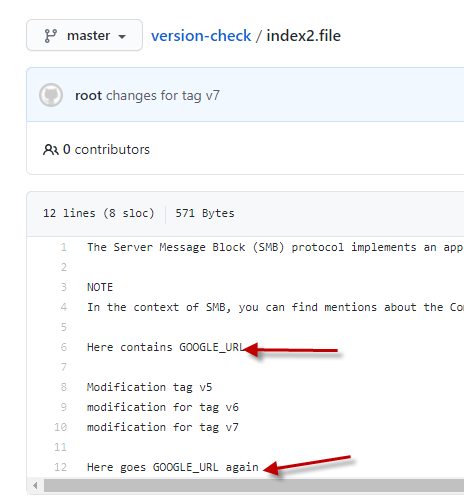 master version-check / index2.file
root changes for tag v7
0 contributors
12 lines (8 sloc) 571 Bytes
1 The Server Message Block (SMB) protocol implements an app
2
3 NOTE
4 In the context of SMB, you can find mentions about the Co
5
6 Here contains GOOGLE_URL
7
8 Modification tag v5
9 modification for tag v6
10 modification for tag v7
11
12 Here goes GOOGLE_URL again